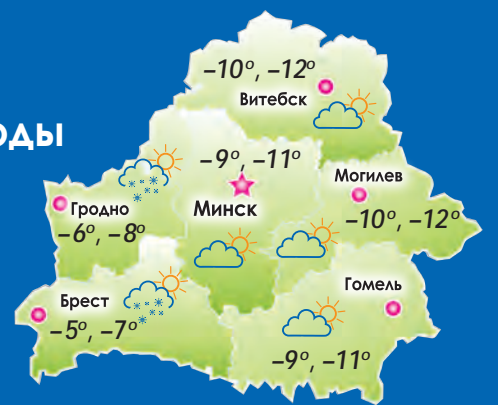 –10°, –12°
Витебск
ОДЫ
–9°, –11°
Минск
Могилев
–10°, –12°
Гродно
–6°, –8°
Брест
–5°, –7°
Гомель
–9°, –11°